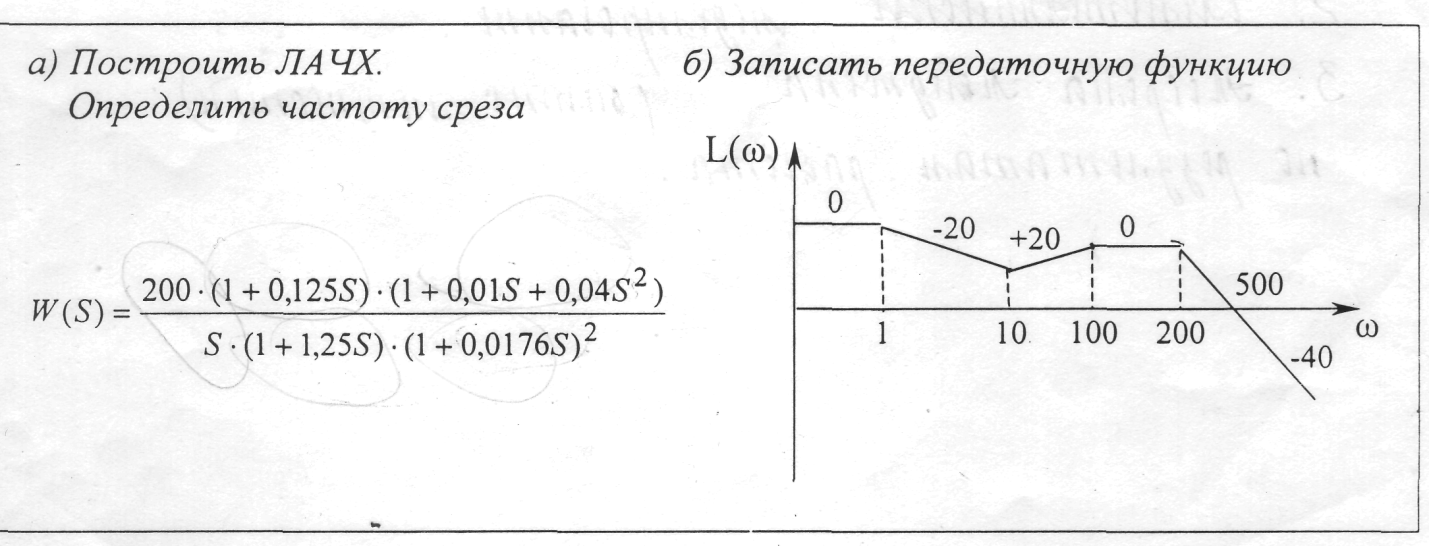 а) Построить ЛАЧХ.
Определить частоту среза
W(S) = 200·(1+0,125S)·(1+0,01S+0,04S²) / S·(1+1,25S)·(1+0,0176S)²
б) Записать передаточную функцию
L(ω)
0
-20
+20
0
500
1
10
100
200
ω
-40